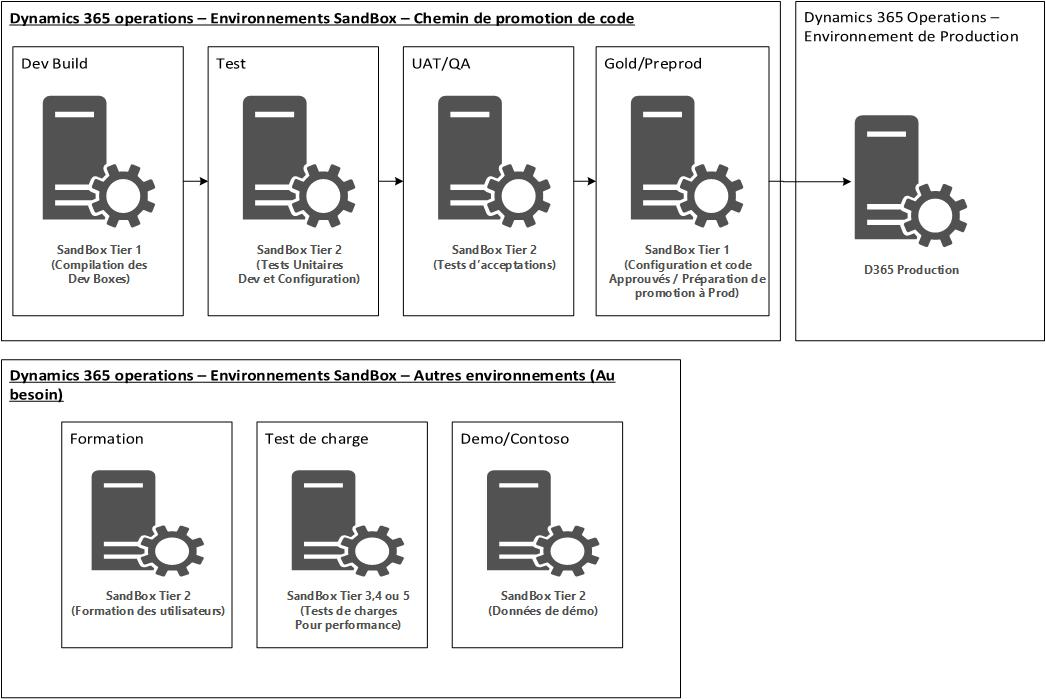 Dynamics 365 operations – Environnements SandBox – Chemin de promotion de code
Dev Build
SandBox Tier 1
(Compilation des
Dev Boxes)
Test
SandBox Tier 2
(Tests Unitaires
Dev et Configuration)
UAT/QA
SandBox Tier 2
(Tests d’acceptations)
Gold/Preprod
SandBox Tier 1
(Configuration et code
Approuvés / Préparation de
promotion à Prod)
Dynamics 365 Operations –
Environnement de Production
D365 Production
Dynamics 365 operations – Environnements SandBox – Autres environnements (Au
besoin)
Formation
SandBox Tier 2
(Formation des utilisateurs)
Test de charge
SandBox Tier 3,4 ou 5
(Tests de charges
Pour performance)
Demo/Contoso
SandBox Tier 2
(Données de démo)